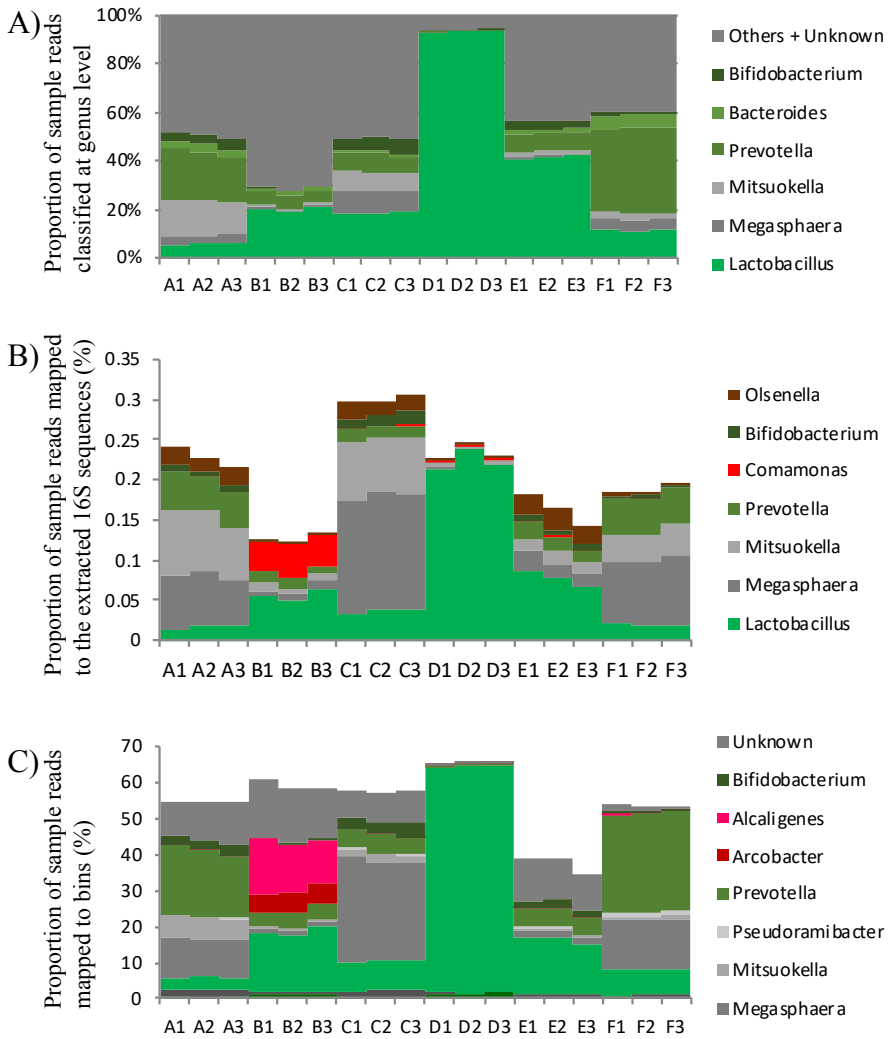 A)
Proportion of sample reads
classified at genus level
100%
80%
60%
40%
20%
0%
A1 A2 A3 B1 B2 B3 C1 C2 C3 D1 D2 D3 E1 E2 E3 F1 F2 F3
Others + Unknown
Bifidobacterium
Bacteroides
Prevotella
Mitsuokella
Megasphaera
Lactobacillus
B)
Proportion of sample reads mapped
to the extracted 16S sequences (%)
0.35
0.3
0.25
0.2
0.15
0.1
0.05
0
A1 A2 A3 B1 B2 B3 C1 C2 C3 D1 D2 D3 E1 E2 E3 F1 F2 F3
Olsenella
Bifidobacterium
Comamonas
Prevotella
Mitsuokella
Megasphaera
Lactobacillus
C)
Proportion of sample reads
mapped to bins (%)
70
60
50
40
30
20
10
0
A1 A2 A3 B1 B2 B3 C1 C2 C3 D1 D2 D3 E1 E2 E3 F1 F2 F3
Unknown
Bifidobacterium
Alcaligenes
Arcobacter
Prevotella
Pseudoramibacter
Mitsuokella
Megasphaera